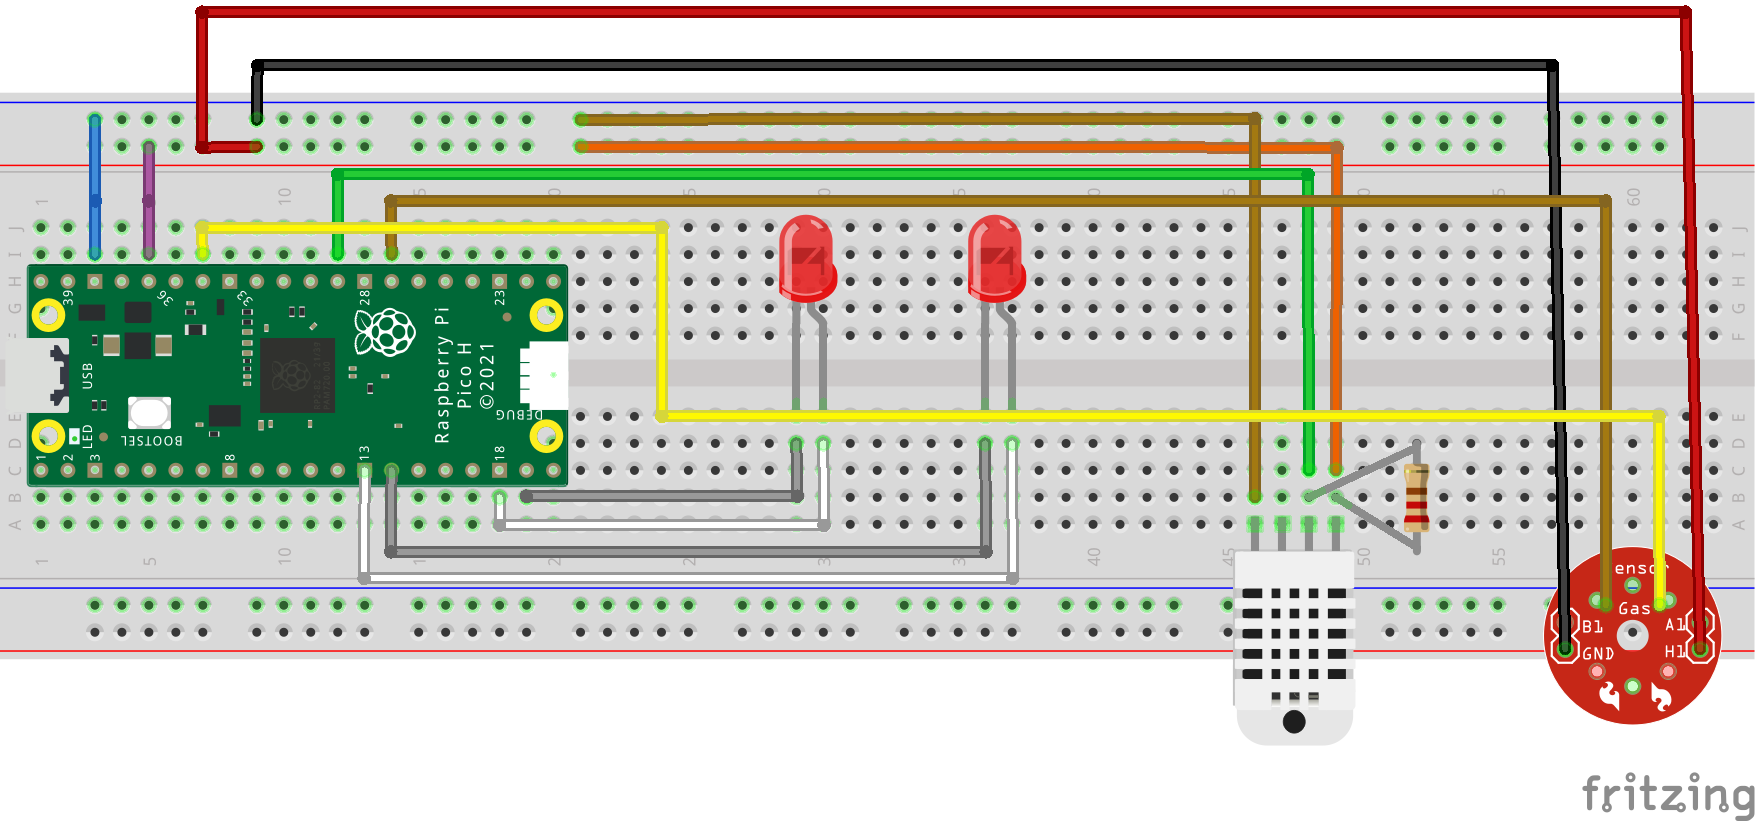 1
10
15
20
25
30
35
40
45
50
55
60
J
I
H
G
F
J
I
H
G
F
39
36
33
28
23
Raspberry Pi
Pico H
©2021
USB
DEBUG
BOOTSEL
LED
1
2
3
8
13
18
E
D
C
B
A
E
D
C
B
A
1
5
10
15
20
25
30
35
40
45
50
55
Sensor
Gas
B1
A1
GND
H1
fritzing